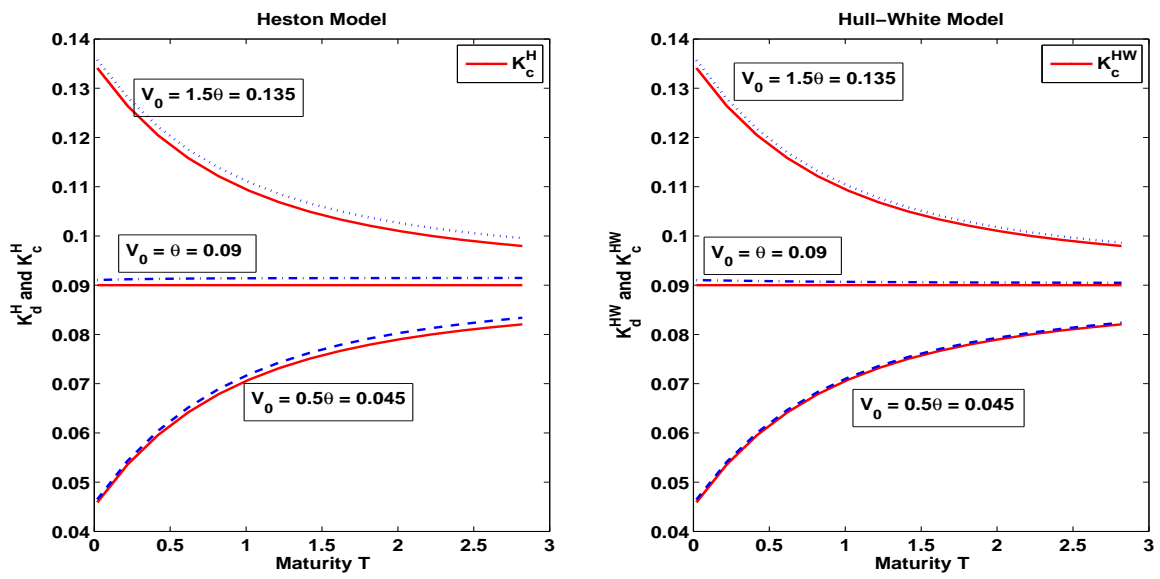 Heston Model
K_d^H and K_c^H
0.14
0.13
0.12
0.11
0.1
0.09
0.08
0.07
0.06
0.05
0.04
K_c^H
V_0 = 1.5θ = 0.135
V_0 = θ = 0.09
V_0 = 0.5θ = 0.045
0 0.5 1 1.5 2 2.5 3
Maturity T
Hull−White Model
K_d^HW and K_c^HW
0.14
0.13
0.12
0.11
0.1
0.09
0.08
0.07
0.06
0.05
0.04
K_c^HW
V_0 = 1.5θ = 0.135
V_0 = θ = 0.09
V_0 = 0.5θ = 0.045
0 0.5 1 1.5 2 2.5 3
Maturity T